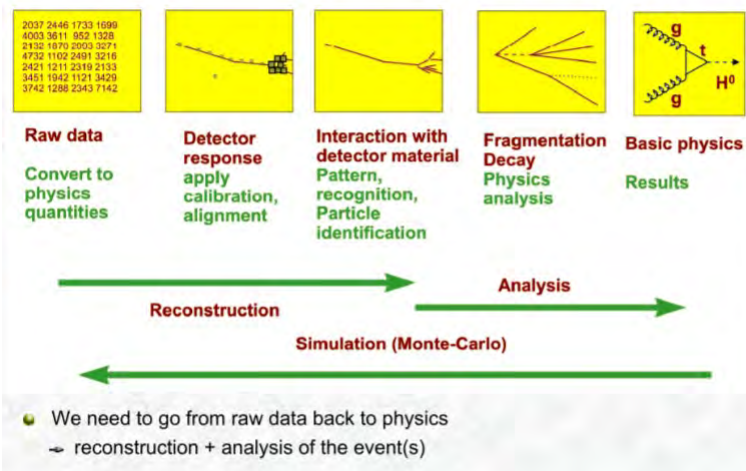 2037 2446 1733 1699
4003 3611 952 1328
2132 1870 2003 3271
4732 1102 2491 3216
2421 1211 2319 2133
3451 1942 1121 3429
3742 1288 2343 7142
g
t
H⁰
g
Raw data
Convert to
physics
quantities
Detector
response
apply
calibration,
alignment
Interaction with
detector material
Pattern,
recognition,
Particle
identification
Fragmentation
Decay
Physics
analysis
Basic physics
Results
Reconstruction
Analysis
Simulation (Monte-Carlo)
We need to go from raw data back to physics
reconstruction + analysis of the event(s)